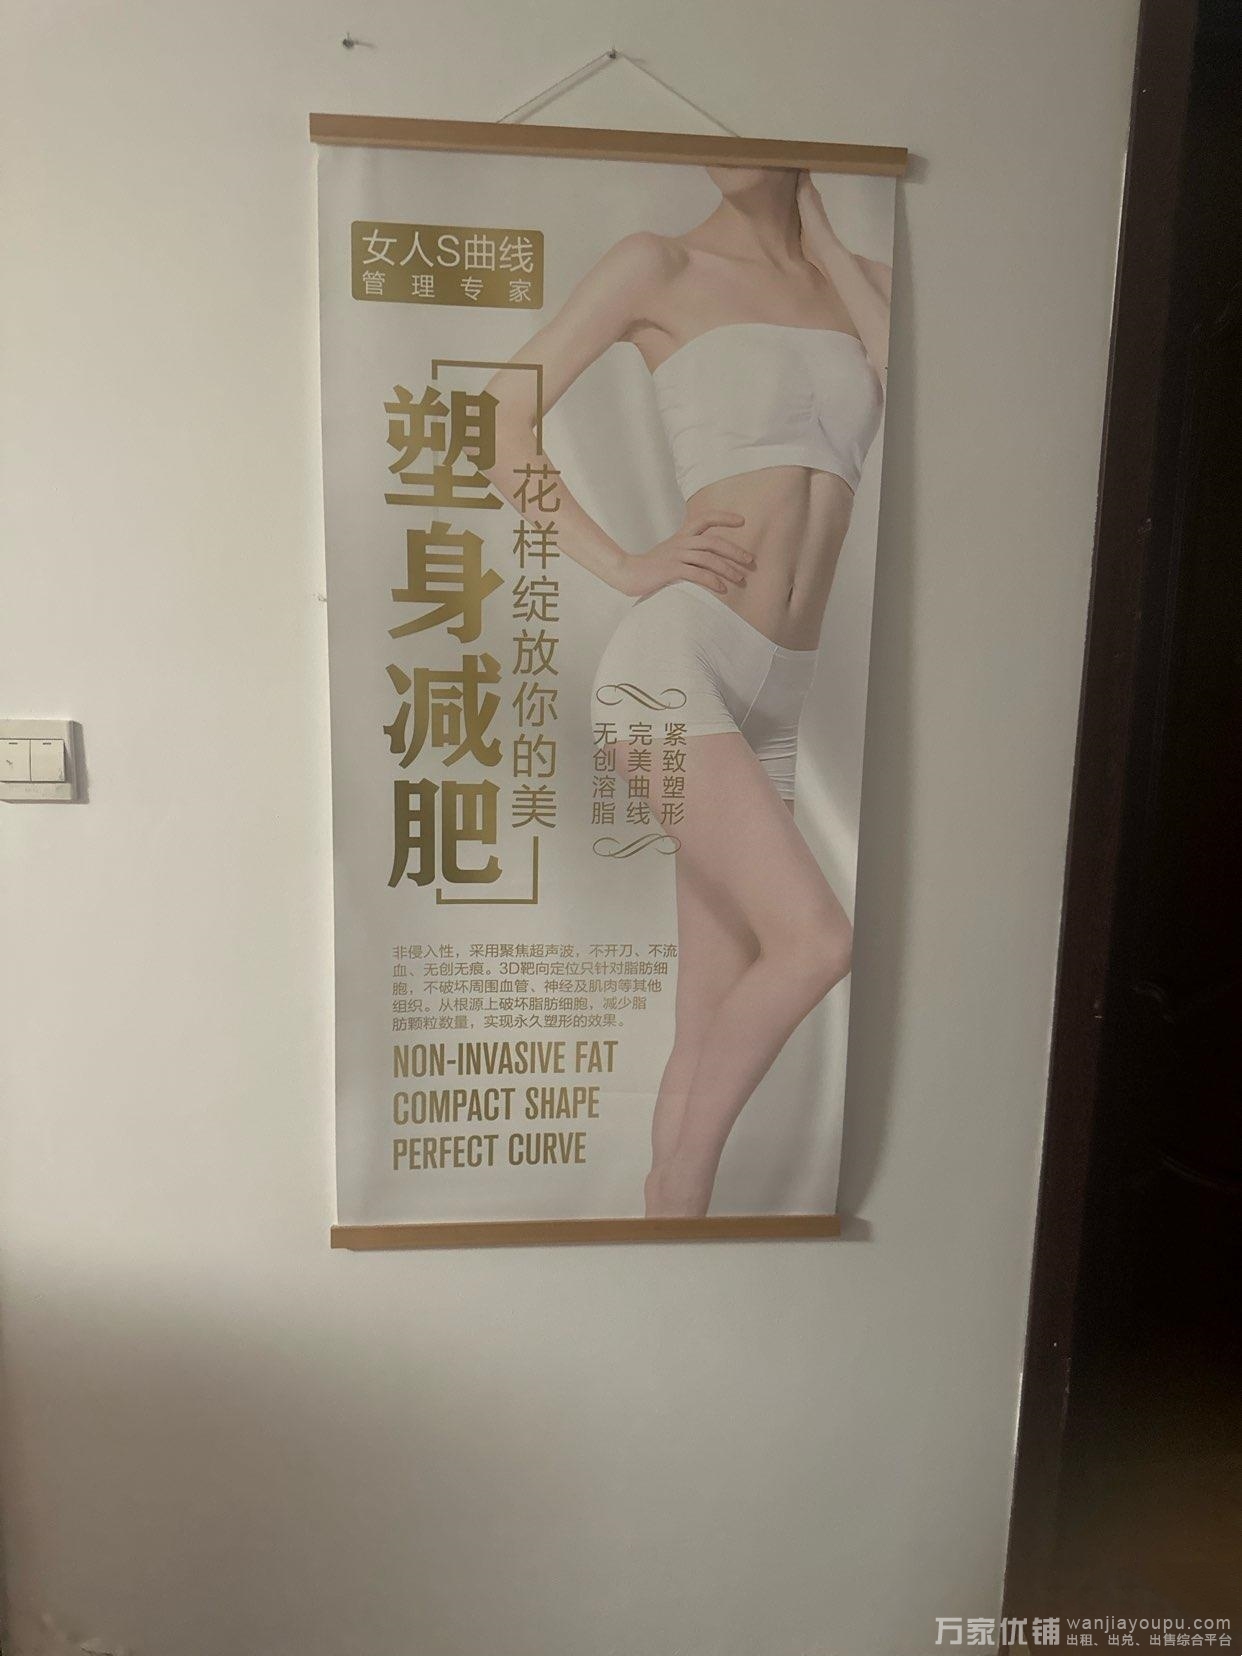 女人S曲线
管理专家
塑身减肥
花样绽放你的美
紧致塑形
完美曲线
无创溶脂
非侵入性，采用聚焦超声波，不开刀、不流
血、无创无痕。3D靶向定位只针对脂肪细
胞，不破坏周围血管、神经及肌肉等其他
组织。从根源上破坏脂肪细胞，减少脂
肪颗粒数量，实现永久塑形的效果。
NON-INVASIVE FAT
COMPACT SHAPE
PERFECT CURVE
万家优铺 wanjiayoupu.com
出租、出兑、出售综合平台